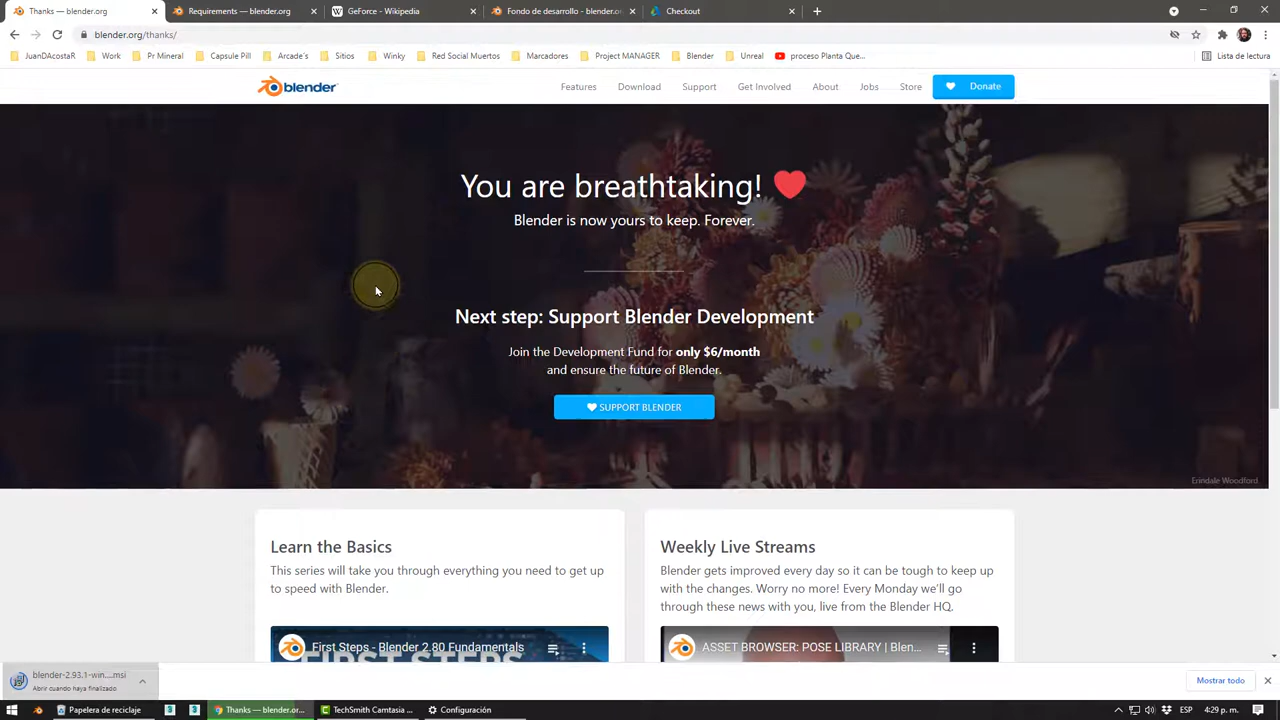 Thanks — blender.org
Requirements — blender.org
GeForce - Wikipedia
Fondo de desarrollo - blender.or
Checkout
blender.org/thanks/
JuanDAcostaR
Work
Pr Mineral
Capsule Pill
Arcade's
Sitios
Winky
Red Social Muertos
Marcadores
Project MANAGER
Blender
Unreal
proceso Planta Que...
Lista de lectura
blender
Features
Download
Support
Get Involved
About
Jobs
Store
Donate
You are breathtaking!
Blender is now yours to keep. Forever.
Next step: Support Blender Development
Join the Development Fund for only $6/month
and ensure the future of Blender.
SUPPORT BLENDER
Erindale Woodford
Learn the Basics
This series will take you through everything you need to get up
to speed with Blender.
First Steps - Blender 2.80 Fundamentals
FIRST STEPS
Weekly Live Streams
Blender gets improved every day so it can be tough to keep up
with the changes. Worry no more! Every Monday we'll go
through these news with you, live from the Blender HQ.
ASSET BROWSER: POSE LIBRARY | Blen...
blender-2.93.1-win....msi
Abrir cuando haya finalizado
Mostrar todo
Papelera de reciclaje
Thanks — blender.or...
TechSmith Camtasia ...
Configuración
ESP
4:29 p. m.